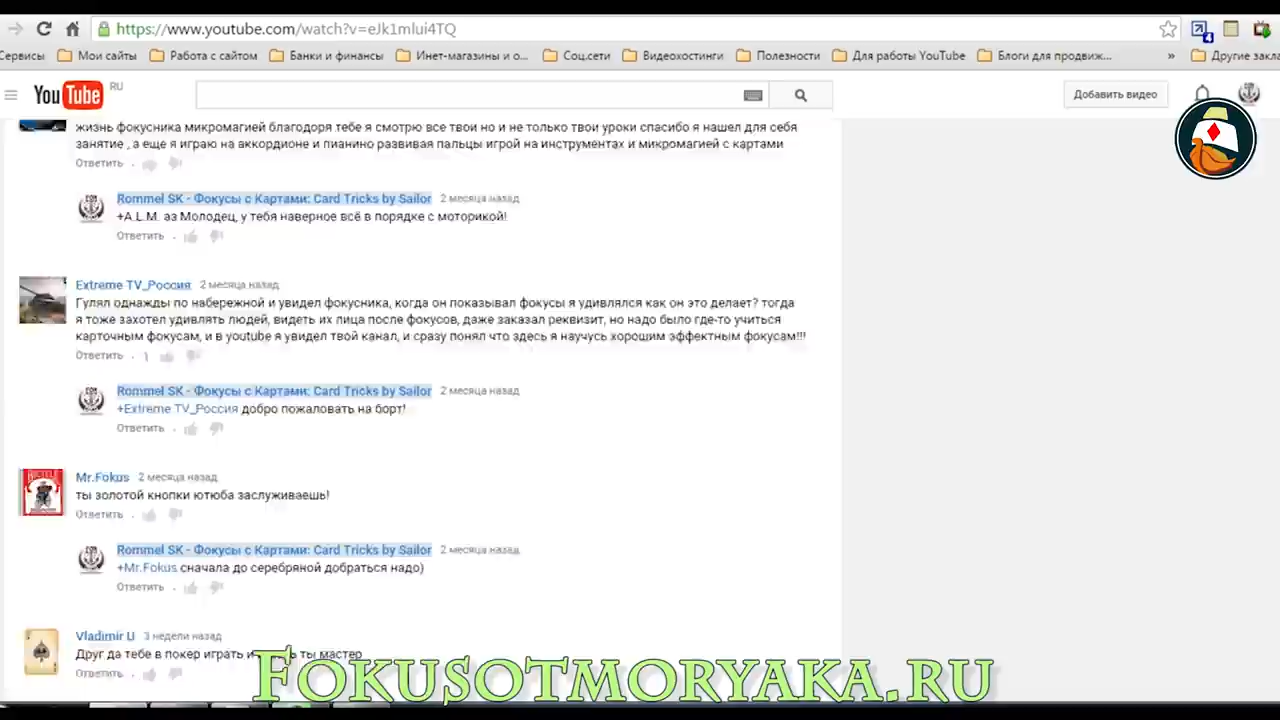 https://www.youtube.com/watch?v=eJk1mlui4TQ
Сервисы Мои сайты Работа с сайтом Банки и финансы Инет-магазины и о... Соц.сети Видеохостинги Полезности Для работы YouTube Блоги для продвиж... » Другие закла
YouTube RU Добавить видео
жизнь фокусника микромагией благодоря тебе я смотрю все твои но и не только твои уроки спасибо я нашел для себя
занятие , а еще я играю на аккордионе и пианино развивая пальцы игрой на инструментах и микромагией с картами
Ответить
Rommel SK - Фокусы с Картами: Card Tricks by Sailor 2 месяца назад
+A.L.M. аз Молодец, у тебя наверное всё в порядке с моторикой!
Ответить
Extreme TV_Россия 2 месяца назад
Гулял однажды по набережной и увидел фокусника, когда он показывал фокусы я удивлялся как он это делает? тогда
я тоже захотел удивлять людей, видеть их лица после фокусов, даже заказал реквизит, но надо было где-то учиться
карточным фокусам, и в youtube я увидел твой канал, и сразу понял что здесь я научусь хорошим эффектным фокусам!!!
Ответить 1
Rommel SK - Фокусы с Картами: Card Tricks by Sailor 2 месяца назад
+Extreme TV_Россия добро пожаловать на борт!
Ответить
Mr.Fokus 2 месяца назад
ты золотой кнопки ютюба заслуживаешь!
Ответить
Rommel SK - Фокусы с Картами: Card Tricks by Sailor 2 месяца назад
+Mr.Fokus сначала до серебряной добраться надо)
Ответить
Vladimir U 3 недели назад
Друг да тебе в покер играть ты мастер
Ответить
Fokusotmoryaka.ru